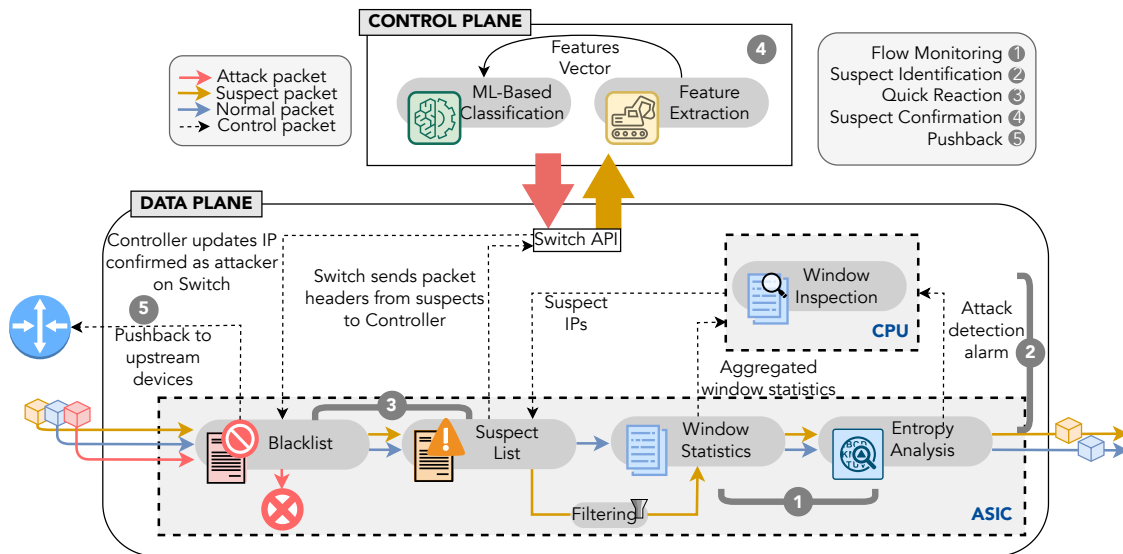 CONTROL PLANE
Features
Vector
4
ML-Based
Classification
Feature
Extraction
Attack packet
Suspect packet
Normal packet
Control packet
Flow Monitoring 1
Suspect Identification 2
Quick Reaction 3
Suspect Confirmation 4
Pushback 5
DATA PLANE
Switch API
Controller updates IP
confirmed as attacker
on Switch
Switch sends packet
headers from suspects
to Controller
Suspect
IPs
Window
Inspection
CPU
Attack
detection
alarm
2
5
Pushback to
upstream
devices
Aggregated
window statistics
3
Blacklist
Suspect
List
Window
Statistics
Entropy
Analysis
Filtering
1
ASIC